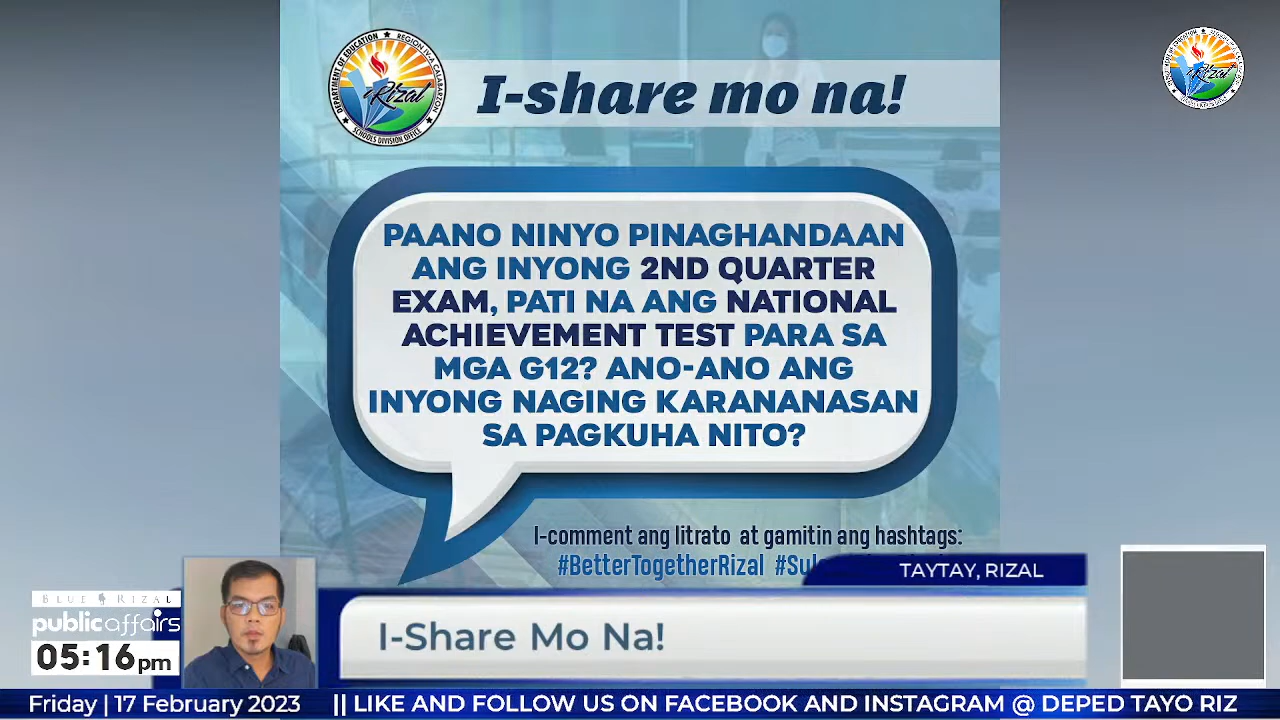 DEPARTMENT OF EDUCATION
REGION IV-A CALABARZON
Rizal
SCHOOLS DIVISION OFFICE
I-share mo na!
Rizal
PAANO NINYO PINAGHANDAAN
ANG INYONG 2ND QUARTER
EXAM, PATI NA ANG NATIONAL
ACHIEVEMENT TEST PARA SA
MGA G12? ANO-ANO ANG
INYONG NAGING KARANANASAN
SA PAGKUHA NITO?
I-comment ang litrato at gamitin ang hashtags:
#BetterTogetherRizal
TAYTAY, RIZAL
BLUE RIZAL
public affairs
05:16pm
I-Share Mo Na!
Friday | 17 February 2023
|| LIKE AND FOLLOW US ON FACEBOOK AND INSTAGRAM @ DEPED TAYO RIZ